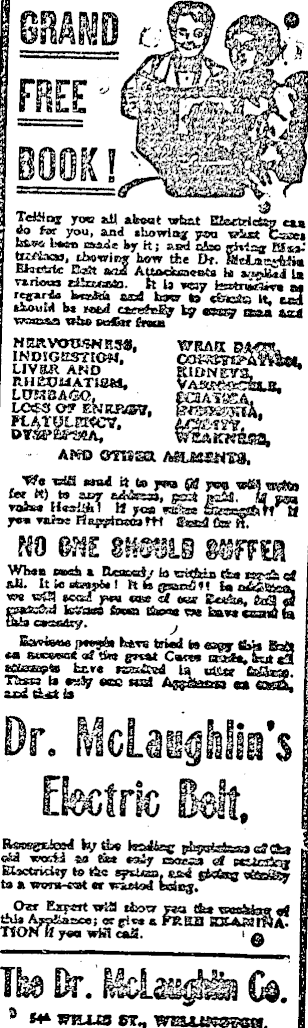 GRAND
FREE
BOOK!
Telling you all about what Electricity can
do for you, and showing you what Cures
have been made by it; and also giving Illus-
trations, showing how the Dr. McLaughlin
Electric Belt and Attachments is applied in
various ailments. It is very instructive as
regards health and how to obtain it, and
should be read carefully by every man and
woman who suffer from
NERVOUSNESS, WEAK BACK,
INDIGESTION, CONSTIPATION,
LIVER AND KIDNEYS,
RHEUMATISM, VARICOCELE,
LUMBAGO, SCIATICA,
LOSS OF ENERGY, INSOMNIA,
FLATULENCY, ACIDITY,
DYSPEPSIA, WEAKNESS,
AND OTHER AILMENTS.
We will send it to you (if you will write
for it) to any address, post paid. If you
value Health! If you value Strength!! If
you value Happiness!!! Send for it.
NO ONE SHOULD SUFFER
When such a Remedy is within the reach of
all. It is simple! It is grand!! In addition,
we will send you one of our Books, full of
grateful letters from those we have cured in
this country.
Envious people have tried to copy this Belt
on account of the great Cures made, but all
attempts have resulted in utter failure.
There is only one such Appliance on earth,
and that is
Dr. McLaughlin's
Electric Belt,
Recognized by the leading physicians of the
old world as the only means of restoring
Electricity to the system, and giving vitality
to a worn-out or wasted being.
Our Expert will show you the working of
this Appliance; or give a FREE EXAMINA-
TION if you will call.
The Dr. McLaughlin Co.
WILLIS ST., WELLINGTON.